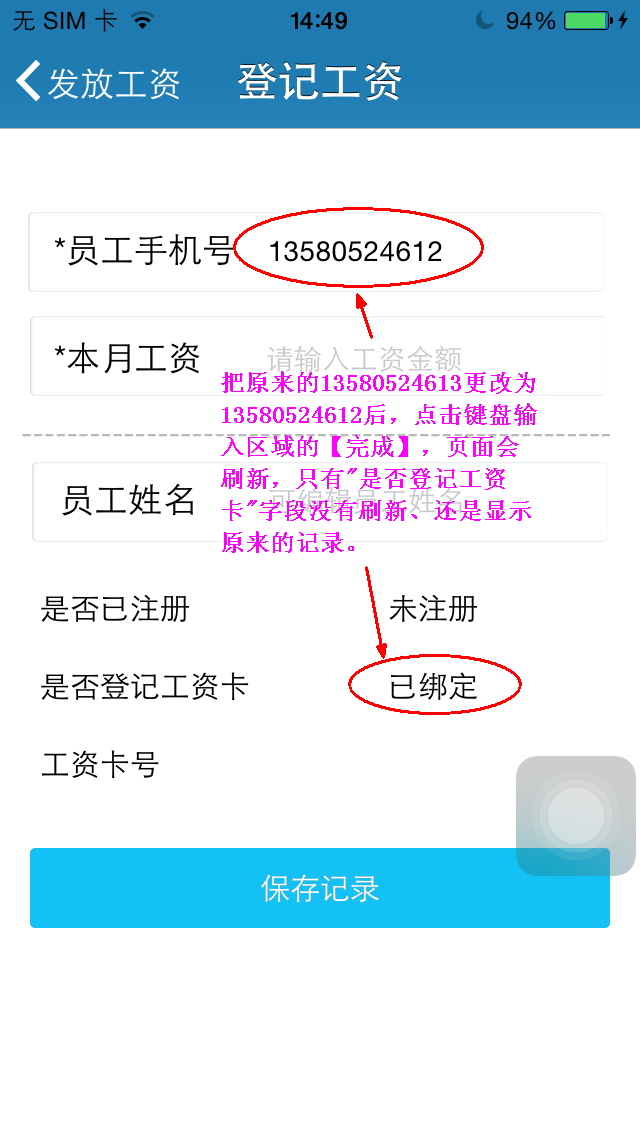 无 SIM 卡 14:49 94%
发放工资 登记工资
*员工手机号 13580524612
*本月工资 请输入工资金额
把原来的13580524613更改为
13580524612后，点击键盘输
入区域的【完成】，页面会
刷新，只有"是否登记工资
卡"字段没有刷新、还是显示
原来的记录。
员工姓名 可编辑员工姓名
是否已注册 未注册
是否登记工资卡 已绑定
工资卡号
保存记录